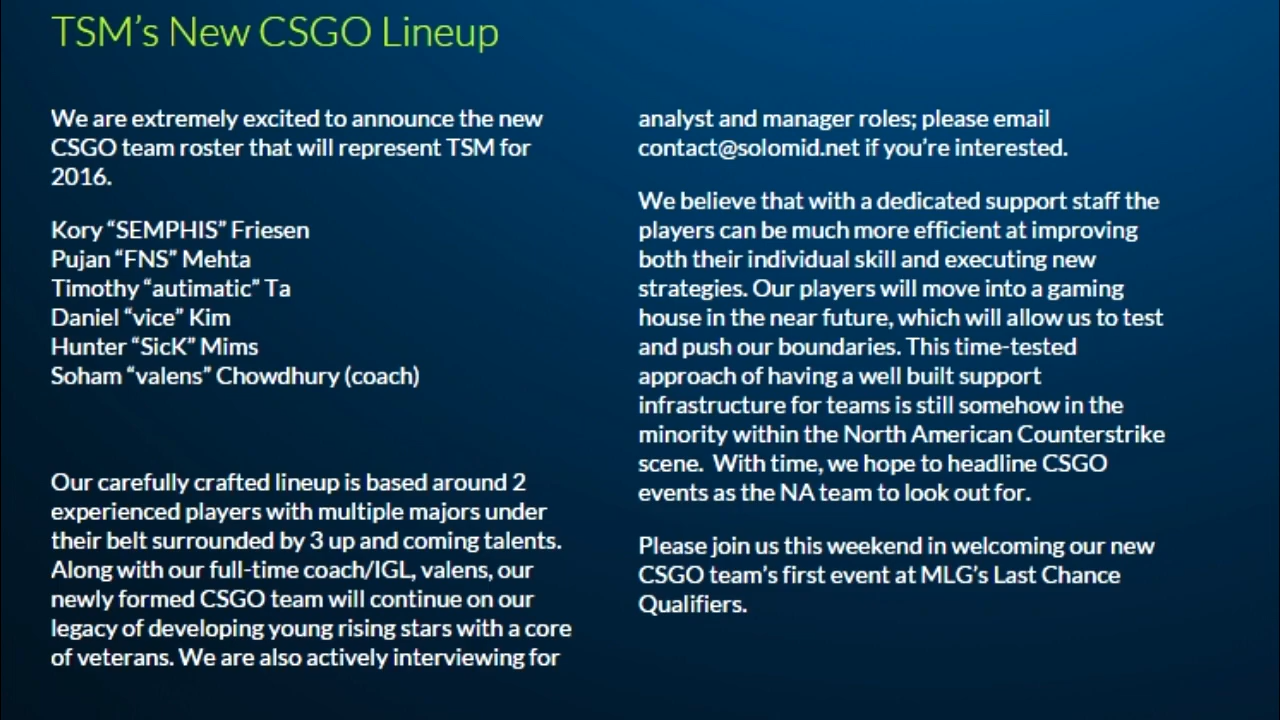 TSM’s New CSGO Lineup
We are extremely excited to announce the new
CSGO team roster that will represent TSM for
2016.
Kory “SEMPHIS” Friesen
Pujan “FNS” Mehta
Timothy “autimatic” Ta
Daniel “vice” Kim
Hunter “SicK” Mims
Soham “valens” Chowdhury (coach)
Our carefully crafted lineup is based around 2
experienced players with multiple majors under
their belt surrounded by 3 up and coming talents.
Along with our full-time coach/IGL, valens, our
newly formed CSGO team will continue on our
legacy of developing young rising stars with a core
of veterans. We are also actively interviewing for
analyst and manager roles; please email
contact@solomid.net if you’re interested.
We believe that with a dedicated support staff the
players can be much more efficient at improving
both their individual skill and executing new
strategies. Our players will move into a gaming
house in the near future, which will allow us to test
and push our boundaries. This time-tested
approach of having a well built support
infrastructure for teams is still somehow in the
minority within the North American Counterstrike
scene.  With time, we hope to headline CSGO
events as the NA team to look out for.
Please join us this weekend in welcoming our new
CSGO team’s first event at MLG’s Last Chance
Qualifiers.